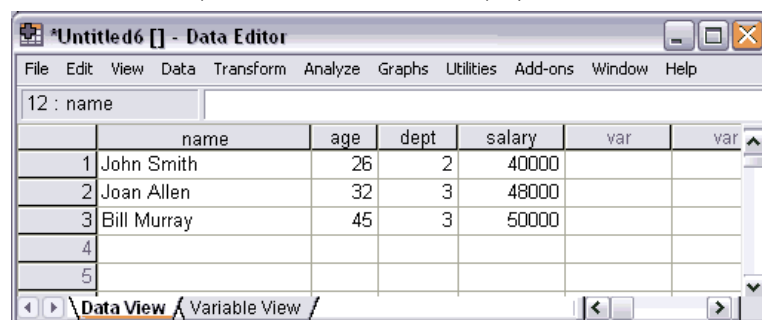 *Untitled6 [] - Data Editor
File Edit View Data Transform Analyze Graphs Utilities Add-ons Window Help
12 : name
name age dept salary var var
1 John Smith 26 2 40000
2 Joan Allen 32 3 48000
3 Bill Murray 45 3 50000
4
5
Data View Variable View